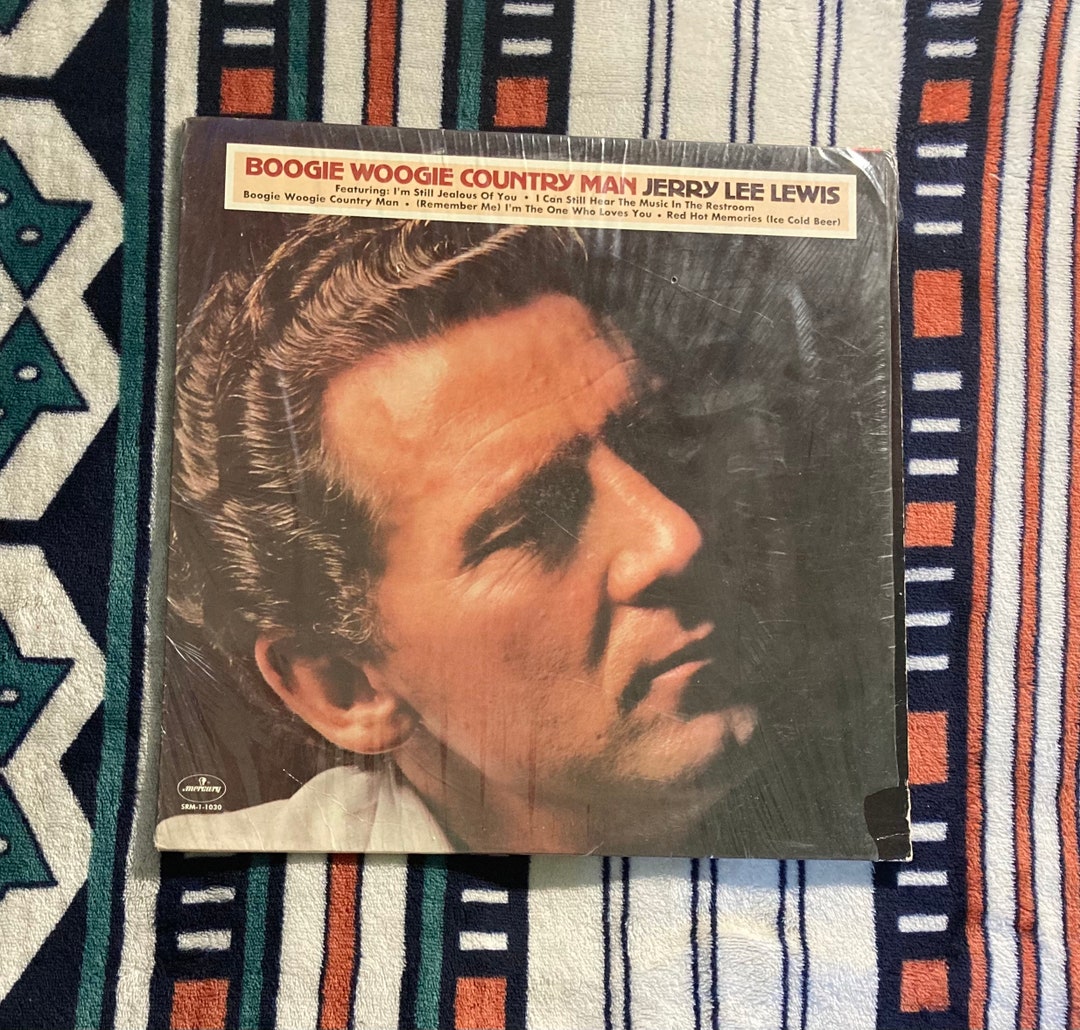 BOOGIE WOOGIE COUNTRY MAN JERRY LEE LEWIS
Featuring: I'm Still Jealous Of You • I Can Still Hear The Music In The Restroom
Boogie Woogie Country Man • (Remember Me) I'm The One Who Loves You • Red Hot Memories (Ice Cold Beer)
mercury
SRM-1-1030